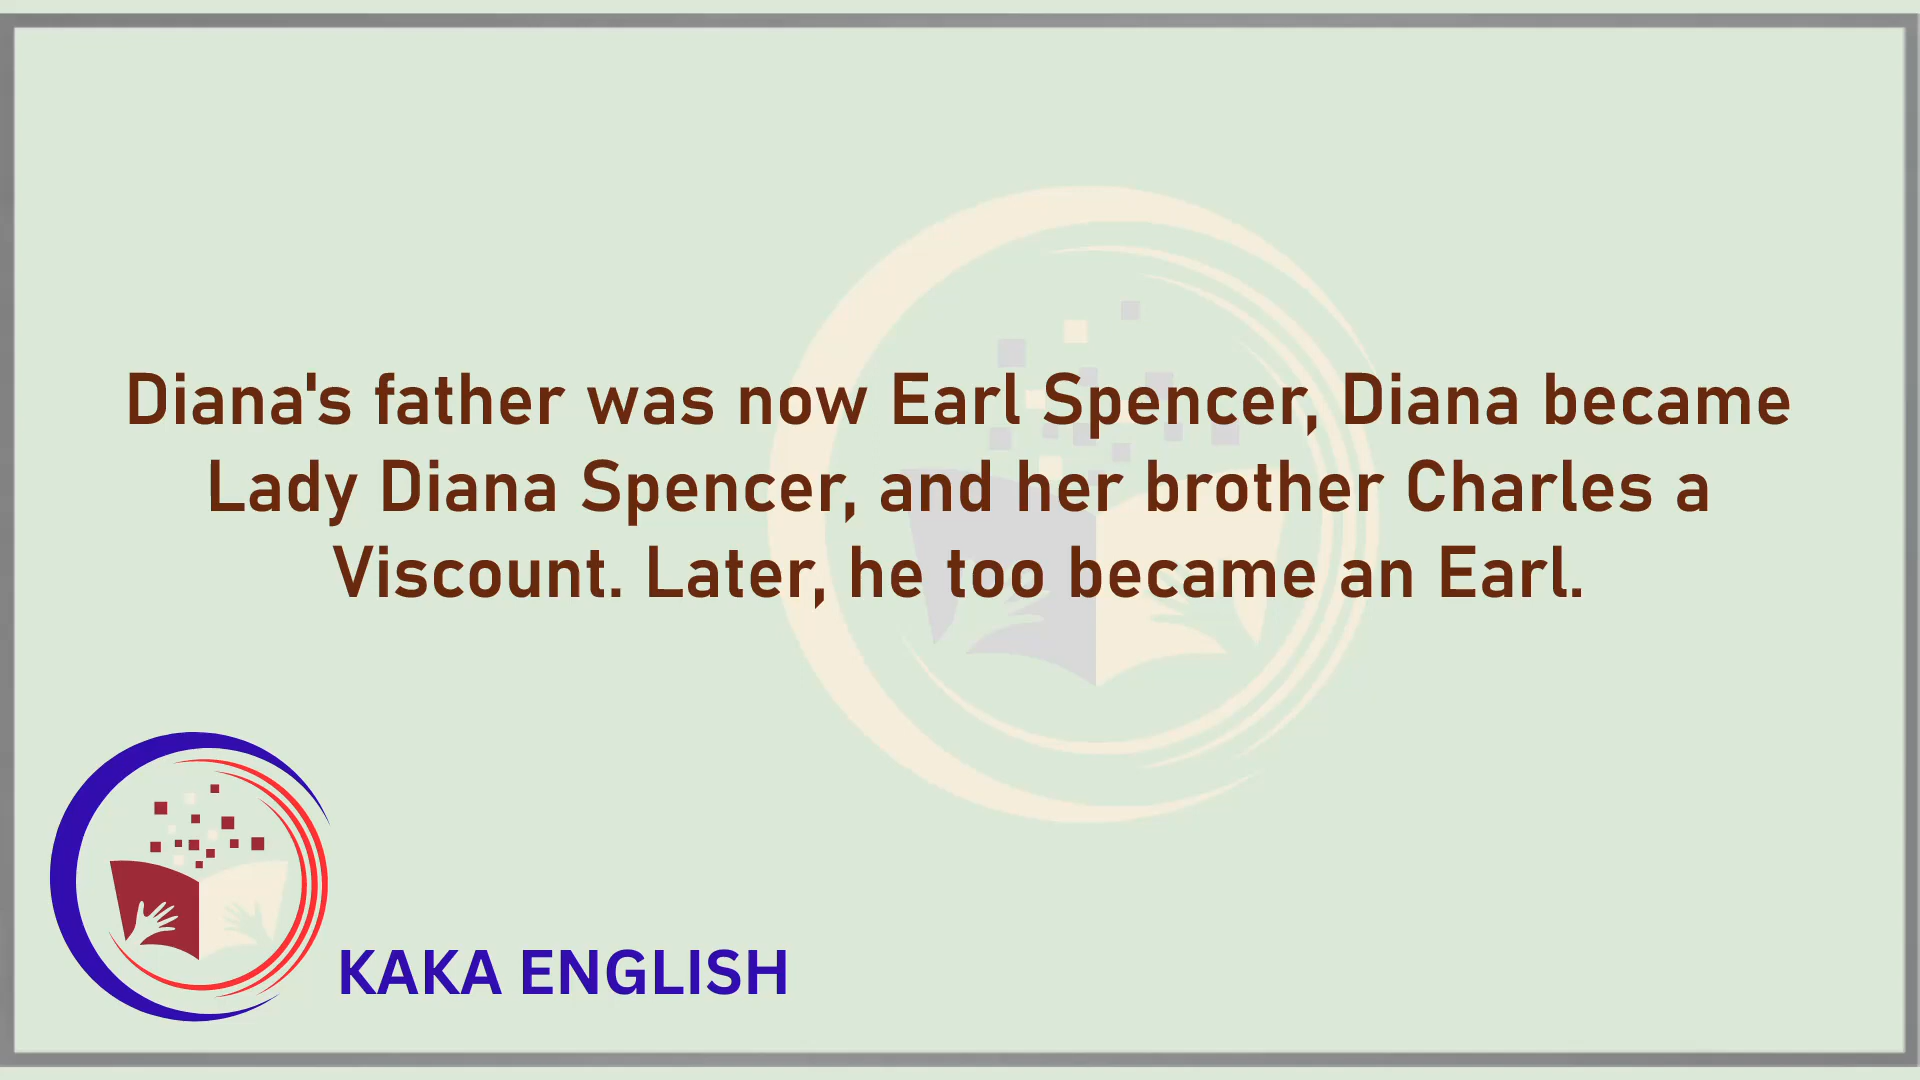 Diana's father was now Earl Spencer, Diana became
Lady Diana Spencer, and her brother Charles a
Viscount. Later, he too became an Earl.
KAKA ENGLISH